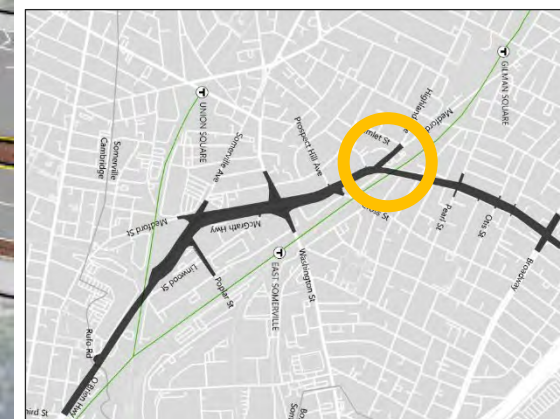 T
GILMAN SQUARE
T
UNION SQUARE
Highland
Medford
mlet St
Prospect Hill Ave
Somerville Ave
Somerville
Cambridge
Medford St
McGrath Hwy
Pearl St
Otis St
Broadway
T
EAST SOMERVILLE
Washington St
Linwood St
Poplar St
Rufo Rd
O'Brien Hwy
hird St